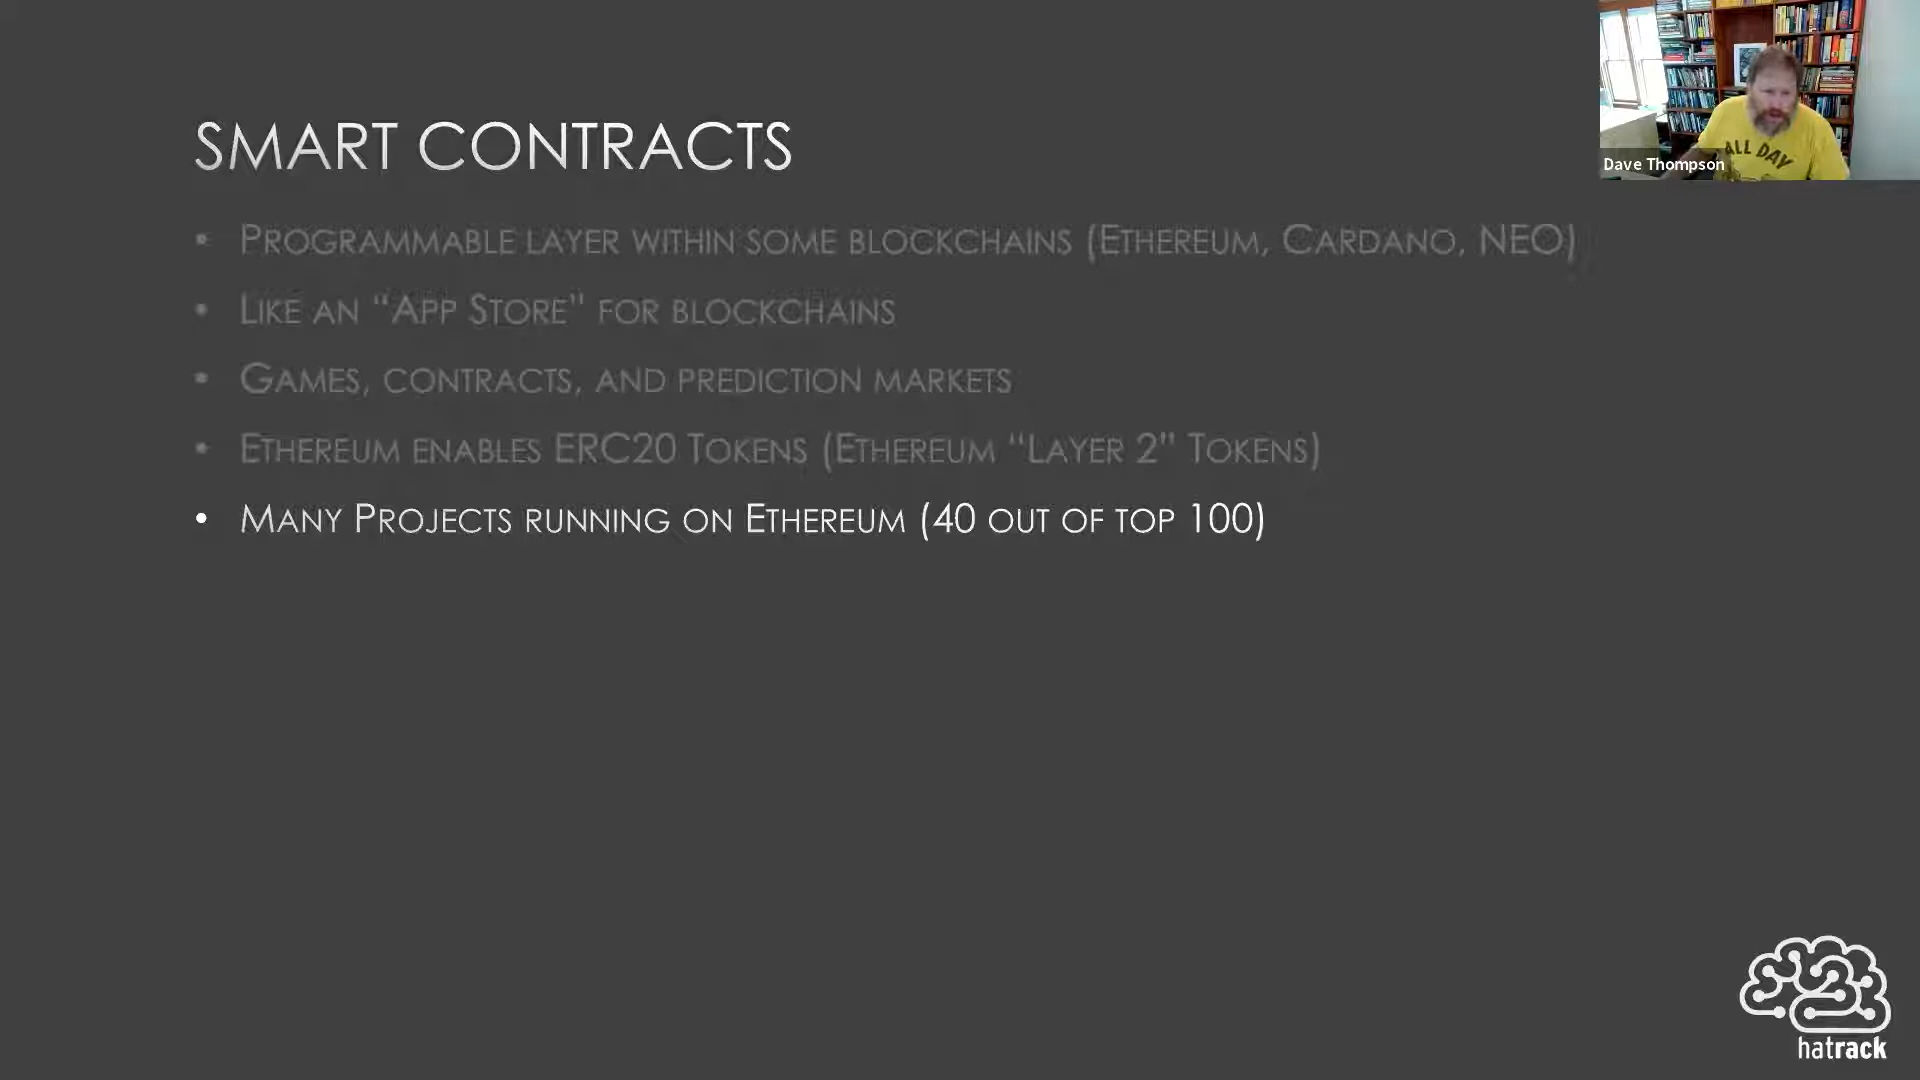 SMART CONTRACTS
• PROGRAMMABLE LAYER WITHIN SOME BLOCKCHAINS (ETHEREUM, CARDANO, NEO)
• LIKE AN “APP STORE” FOR BLOCKCHAINS
• GAMES, CONTRACTS, AND PREDICTION MARKETS
• ETHEREUM ENABLES ERC20 TOKENS (ETHEREUM “LAYER 2” TOKENS)
• MANY PROJECTS RUNNING ON ETHEREUM (40 OUT OF TOP 100)
ALL DAY
Dave Thompson
hatrack